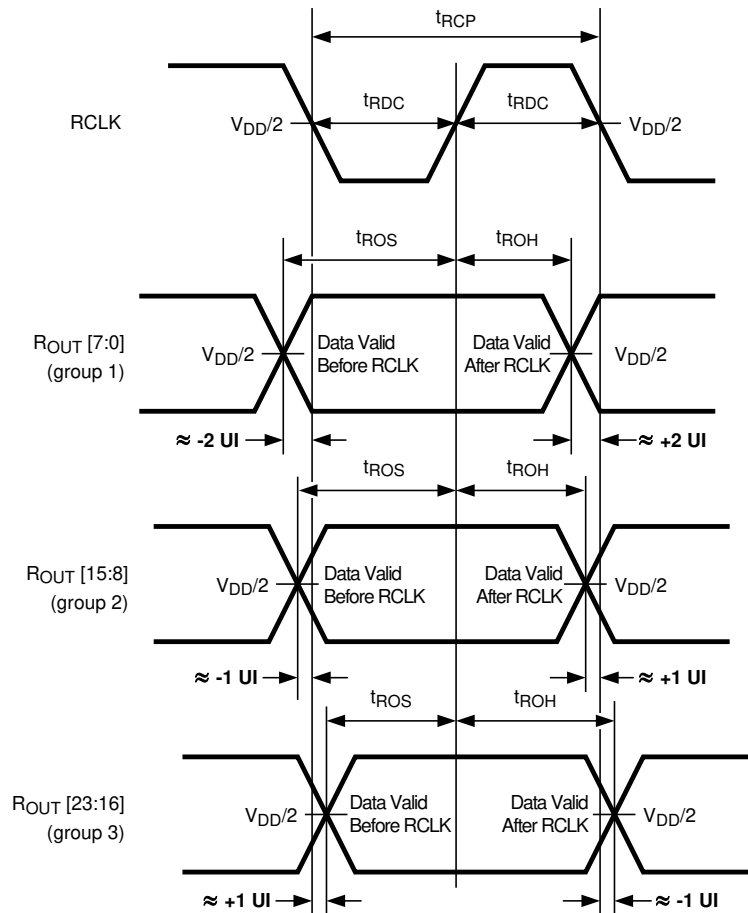 tRCP
RCLK
VDD/2
tRDC
tRDC
VDD/2
tROS
tROH
ROUT [7:0]
(group 1)
VDD/2
Data Valid
Before RCLK
Data Valid
After RCLK
VDD/2
≈ -2 UI
≈ +2 UI
tROS
tROH
ROUT [15:8]
(group 2)
VDD/2
Data Valid
Before RCLK
Data Valid
After RCLK
VDD/2
≈ -1 UI
≈ +1 UI
tROS
tROH
ROUT [23:16]
(group 3)
VDD/2
Data Valid
Before RCLK
Data Valid
After RCLK
VDD/2
≈ +1 UI
≈ -1 UI